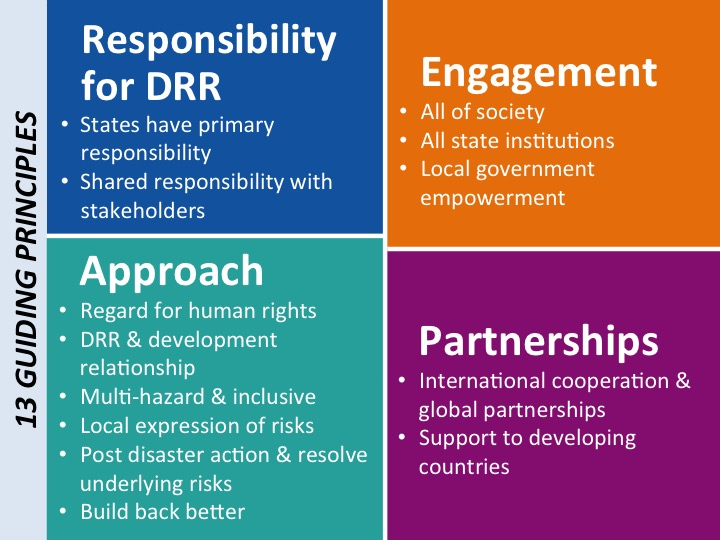 13 GUIDING PRINCIPLES
Responsibility
for DRR
• States have primary
responsibility
• Shared responsibility with
stakeholders
Engagement
• All of society
• All state institutions
• Local government
empowerment
Approach
• Regard for human rights
• DRR & development
relationship
• Multi-hazard & inclusive
• Local expression of risks
• Post disaster action & resolve
underlying risks
• Build back better
Partnerships
• International cooperation &
global partnerships
• Support to developing
countries